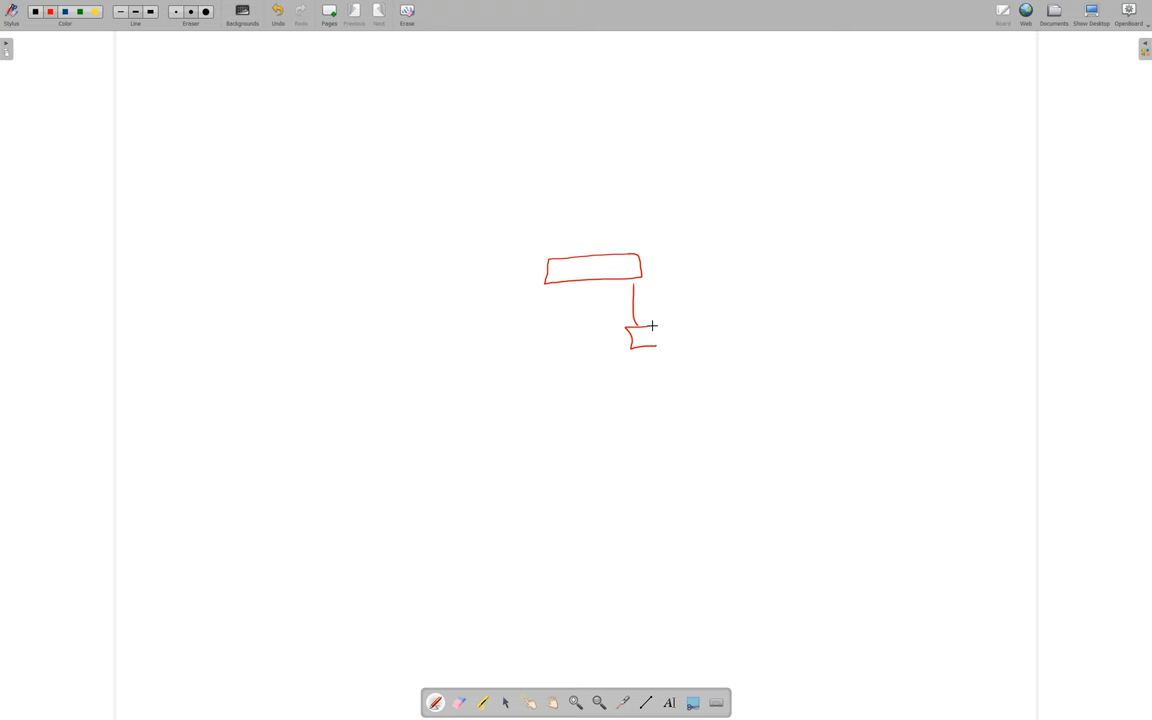 Stylus
Color
Line
Eraser
Backgrounds
Undo
Redo
Pages
Previous
Next
Erase
Board
Web
Documents
Show Desktop
OpenBoard